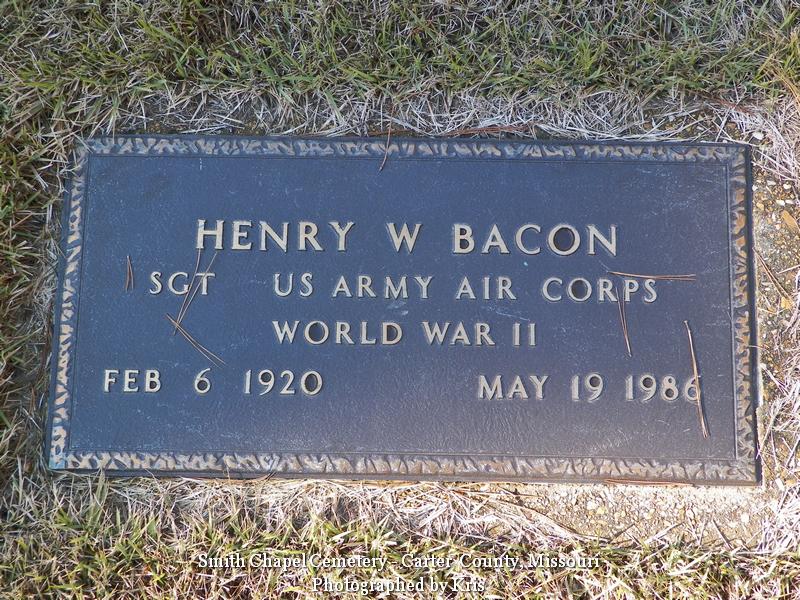 HENRY W BACON
SGT US ARMY AIR CORPS
WORLD WAR II
FEB 6 1920 MAY 19 1986
Smith Chapel Cemetery - Carter County, Missouri
Photographed by Kris